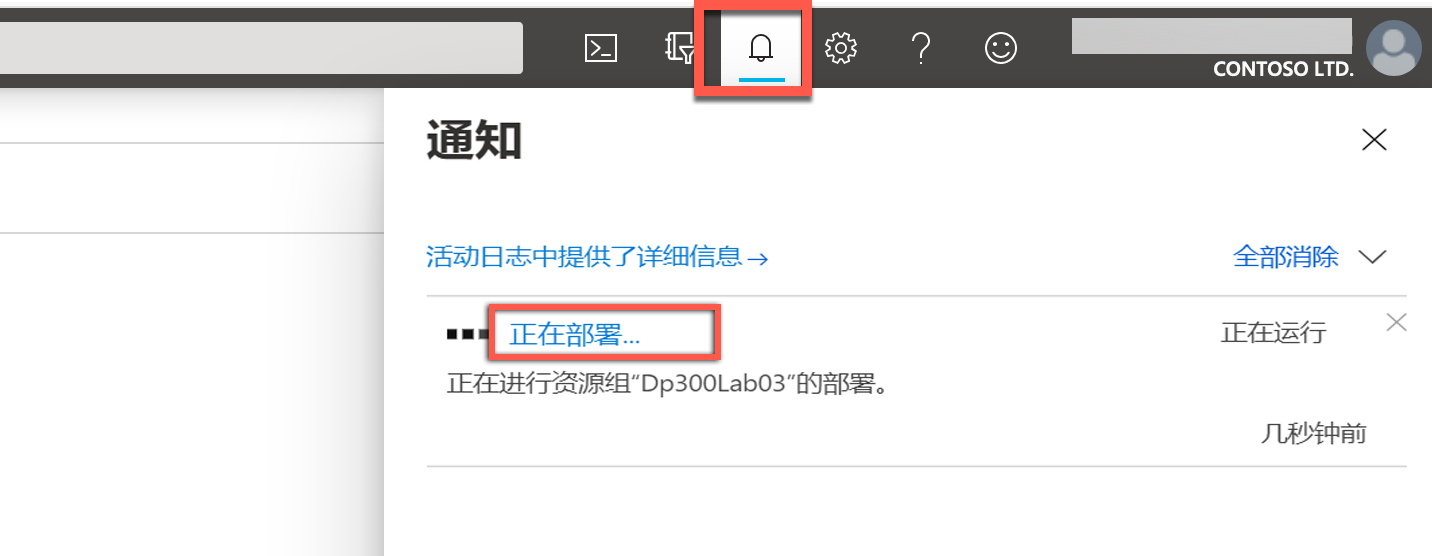 CONTOSO LTD.
通知
活动日志中提供了详细信息→
全部消除
正在部署...
正在运行
正在进行资源组“Dp300Lab03”的部署。
几秒钟前